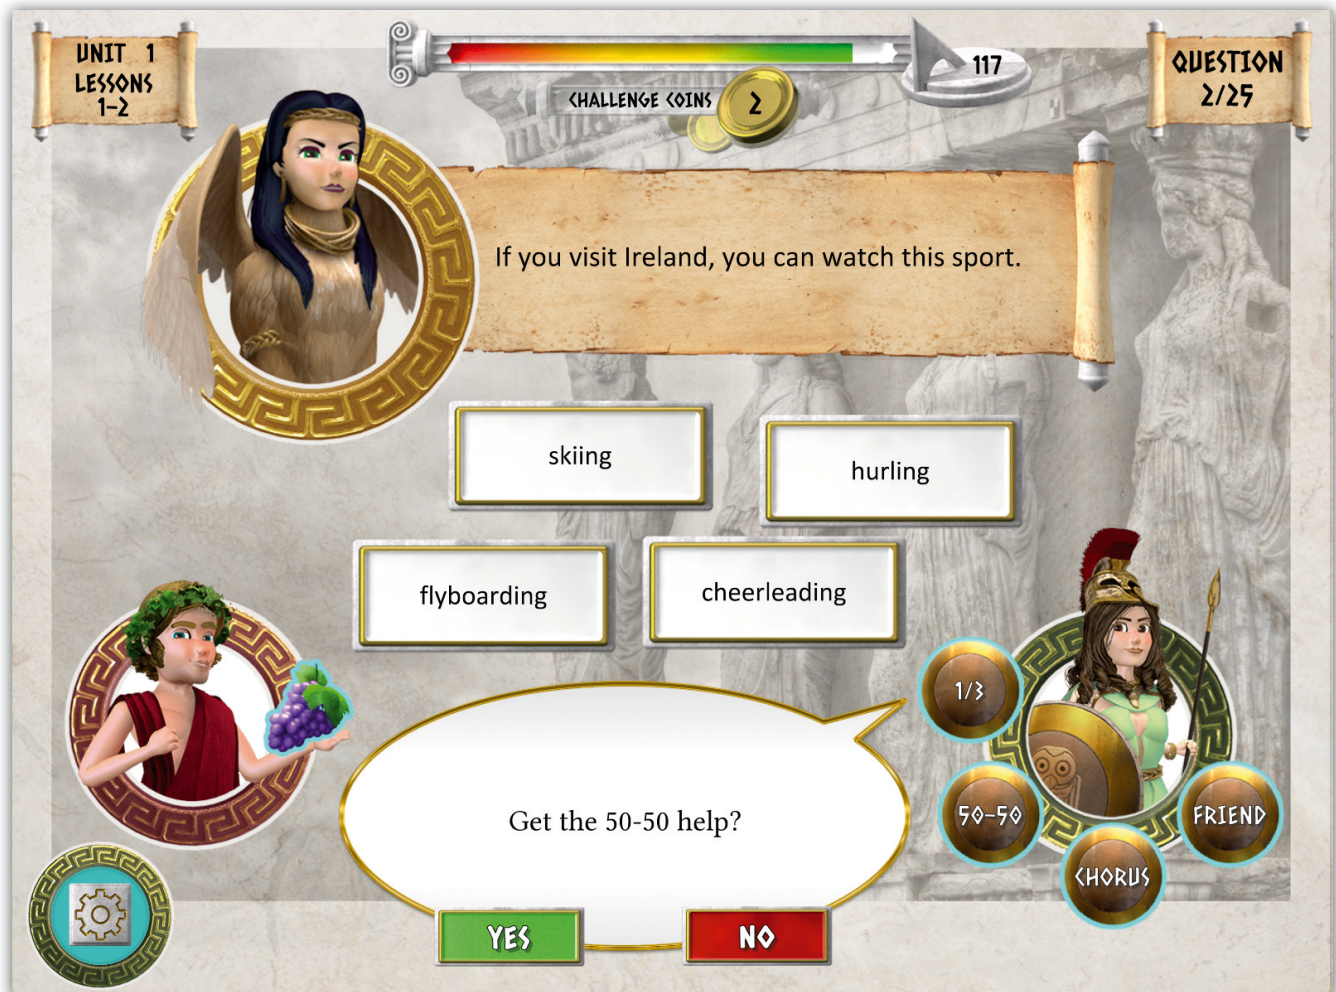 UNIT 1
LESSONS
1-2
117
CHALLENGE COINS 2
QUESTION
2/25
If you visit Ireland, you can watch this sport.
skiing
hurling
flyboarding
cheerleading
1/3
50-50
CHORUS
FRIEND
Get the 50-50 help?
YES
NO